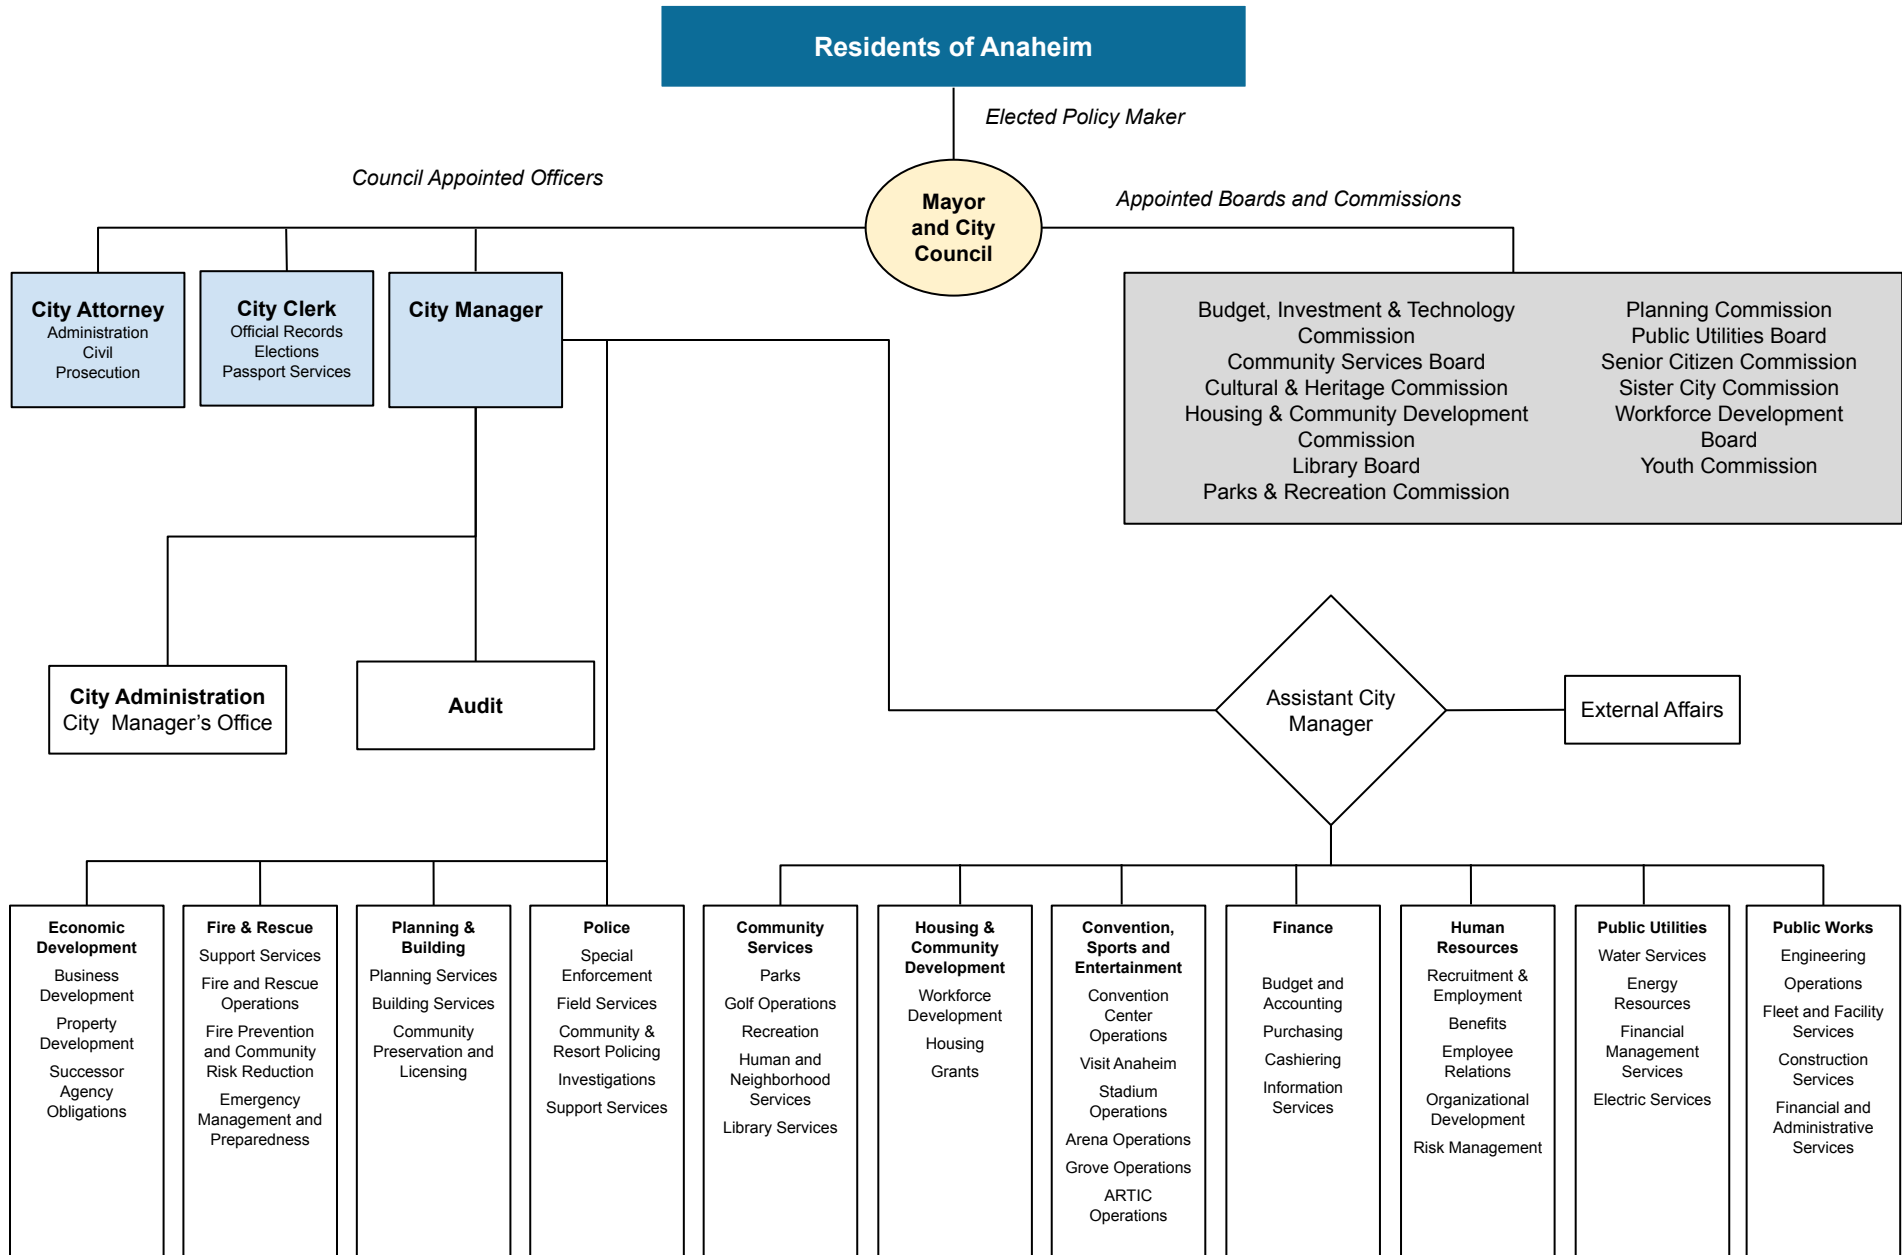 Residents of Anaheim
Elected Policy Maker
Council Appointed Officers
Mayor
and City
Council
Appointed Boards and Commissions
City Attorney
Administration
Civil
Prosecution
City Clerk
Official Records
Elections
Passport Services
City Manager
Budget, Investment & Technology
Commission
Community Services Board
Cultural & Heritage Commission
Housing & Community Development
Commission
Library Board
Parks & Recreation Commission
Planning Commission
Public Utilities Board
Senior Citizen Commission
Sister City Commission
Workforce Development
Board
Youth Commission
City Administration
City Manager's Office
Audit
Assistant City
Manager
External Affairs
Economic
Development
Business
Development
Property
Development
Successor
Agency
Obligations
Fire & Rescue
Support Services
Fire and Rescue
Operations
Fire Prevention
and Community
Risk Reduction
Emergency
Management and
Preparedness
Planning &
Building
Planning Services
Building Services
Community
Preservation and
Licensing
Police
Special
Enforcement
Field Services
Community &
Resort Policing
Investigations
Support Services
Community
Services
Parks
Golf Operations
Recreation
Human and
Neighborhood
Services
Library Services
Housing &
Community
Development
Workforce
Development
Housing
Grants
Convention,
Sports and
Entertainment
Convention
Center
Operations
Visit Anaheim
Stadium
Operations
Arena Operations
Grove Operations
ARTIC
Operations
Finance
Budget and
Accounting
Purchasing
Cashiering
Information
Services
Human
Resources
Recruitment &
Employment
Benefits
Employee
Relations
Organizational
Development
Risk Management
Public Utilities
Water Services
Energy
Resources
Financial
Management
Services
Electric Services
Public Works
Engineering
Operations
Fleet and Facility
Services
Construction
Services
Financial and
Administrative
Services